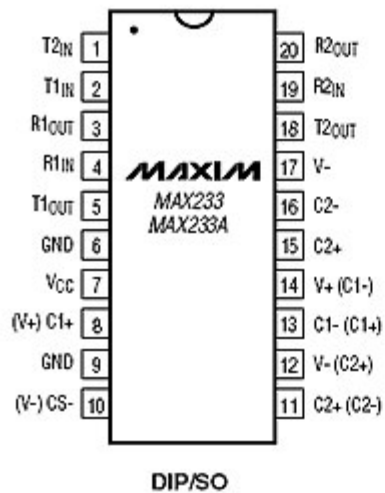 T2IN 1 20 R2OUT
T1IN 2 19 R2IN
R1OUT 3 18 T2OUT
R1IN 4 MAXIM 17 V-
T1OUT 5 MAX233 16 C2-
GND 6 MAX233A 15 C2+
VCC 7 14 V+ (C1-)
(V+) C1+ 8 13 C1- (C1+)
GND 9 12 V- (C2+)
(V-) CS- 10 11 C2+ (C2-)
DIP/SO